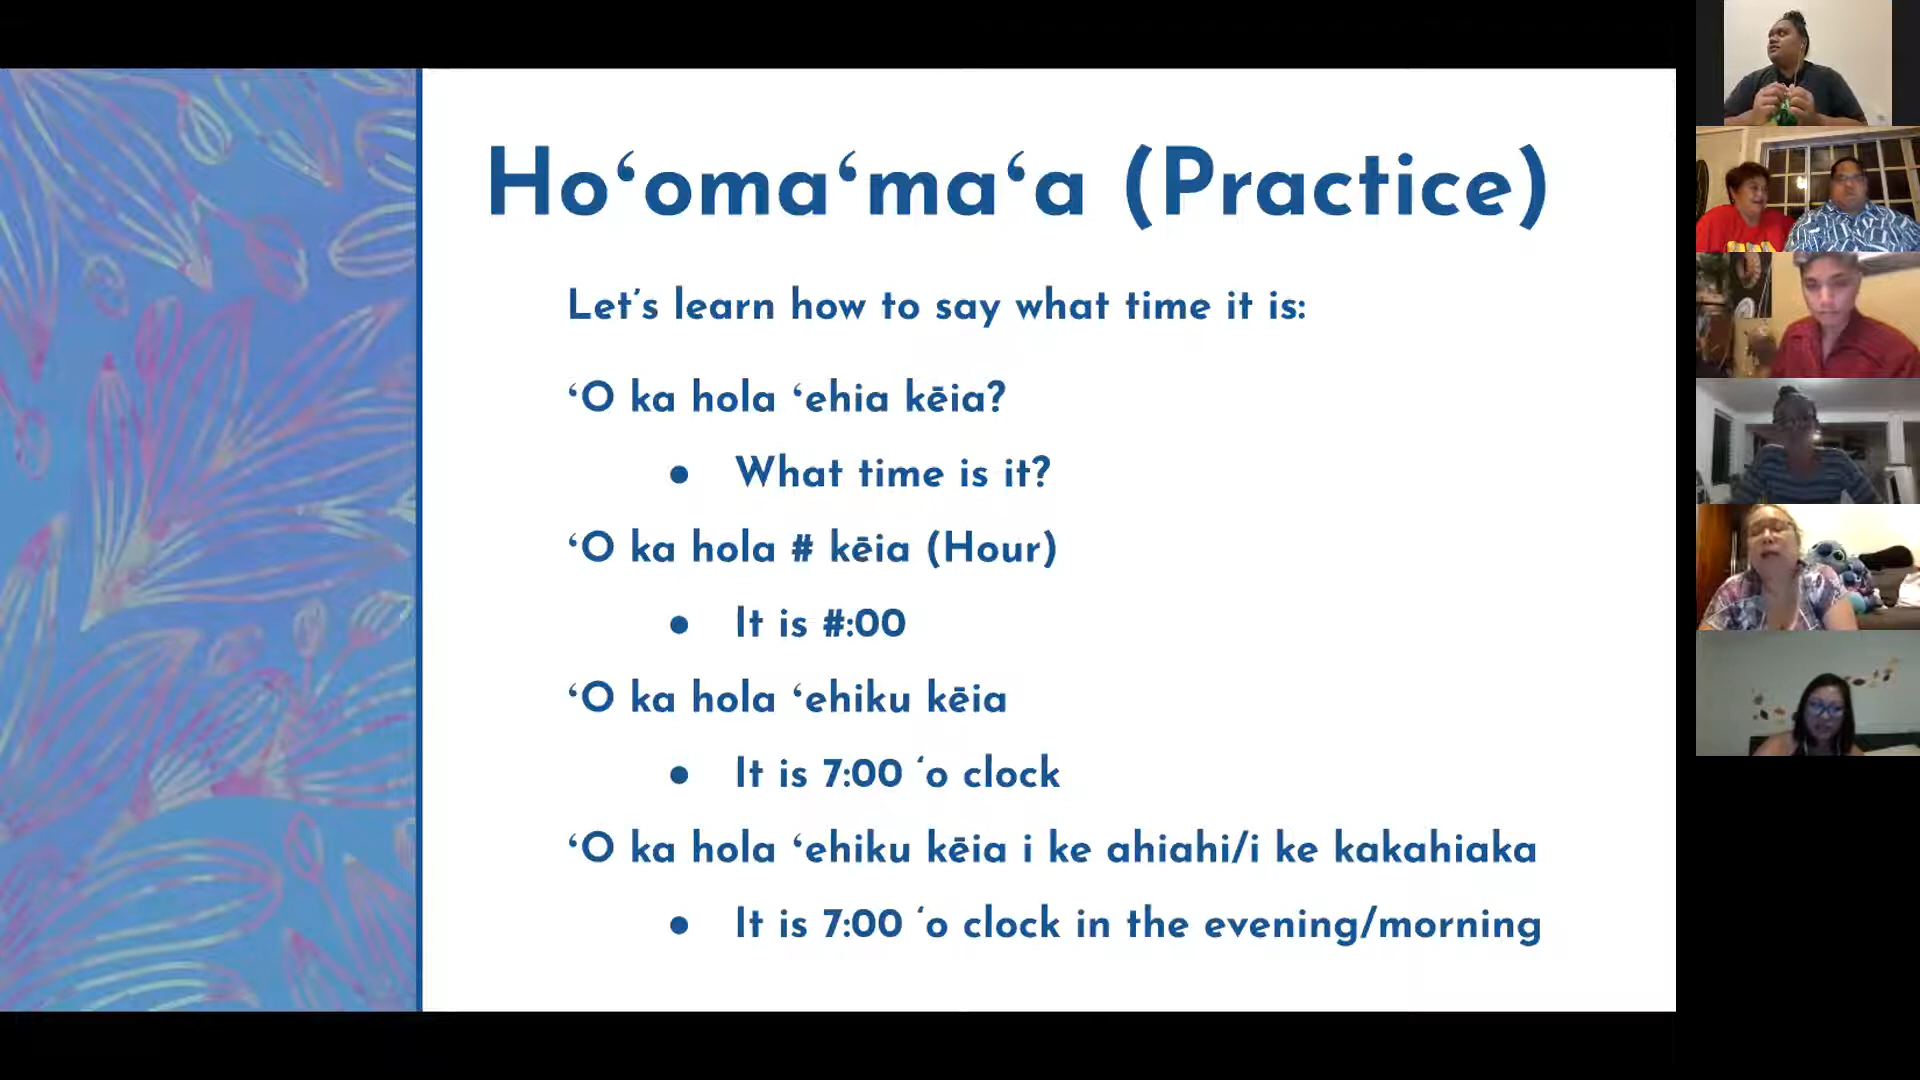 Hoʻomaʻmaʻa (Practice)
Let’s learn how to say what time it is:
ʻO ka hola ʻehia kēia?
● What time is it?
ʻO ka hola # kēia (Hour)
● It is #:00
ʻO ka hola ʻehiku kēia
● It is 7:00 ‘o clock
ʻO ka hola ʻehiku kēia i ke ahiahi/i ke kakahiaka
● It is 7:00 ‘o clock in the evening/morning